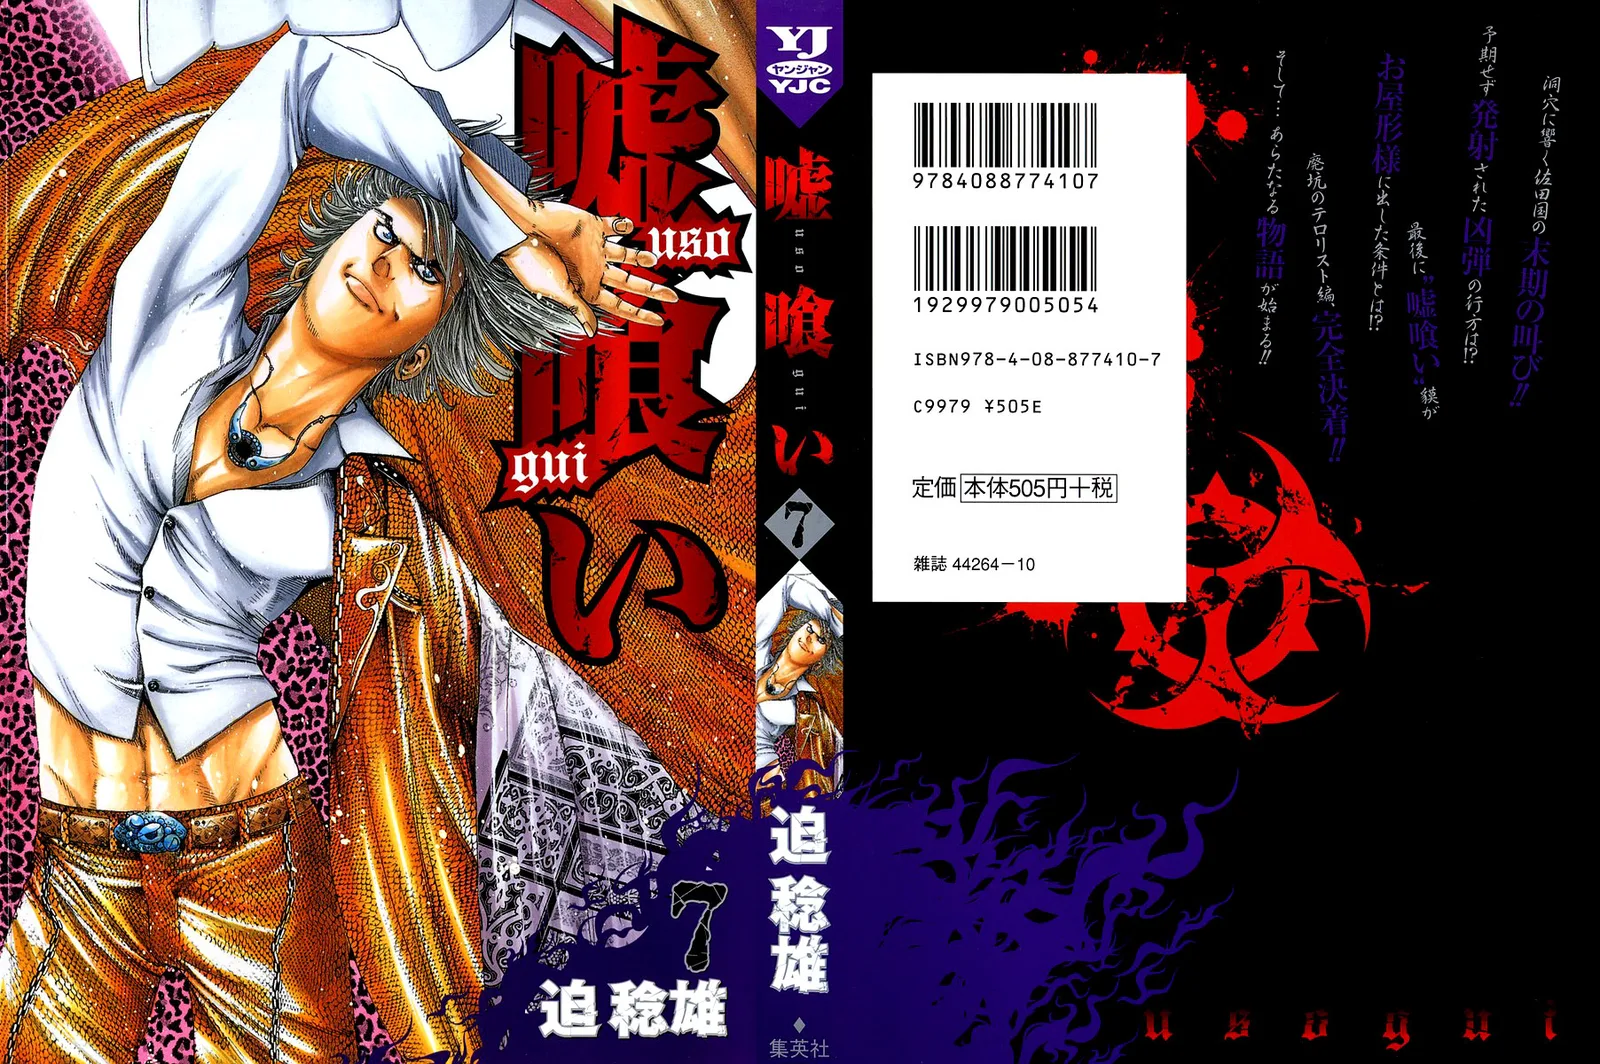 嘘
uso
喰
gui
い
7
迫 稔雄
YJ
ヤンジャン
YJC
嘘
uso
喰
gui
い
7
迫 稔雄
集英社
9784088774107
1929979005054
ISBN978-4-08-877410-7
C9979 ¥505E
定価 本体505円+税
雑誌 44264-10
洞穴に響く佐田国の末期の叫び!!
予期せず発射された凶弾の行方は!?
最後に"嘘喰い"貘が
お屋形様に出した条件とは!?
廃坑のテロリスト編、完全決着!!
そして…あらたなる物語が始まる!!
usogui